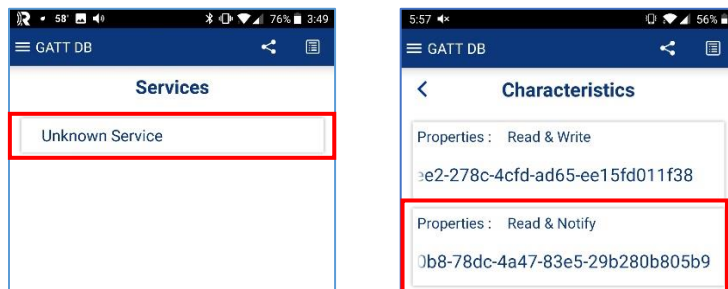 58° 76% 3:49
GATT DB
Services
Unknown Service
5:57 56%
GATT DB
Characteristics
Properties : Read & Write
ee2-278c-4cfd-ad65-ee15fd011f38
Properties : Read & Notify
0b8-78dc-4a47-83e5-29b280b805b9